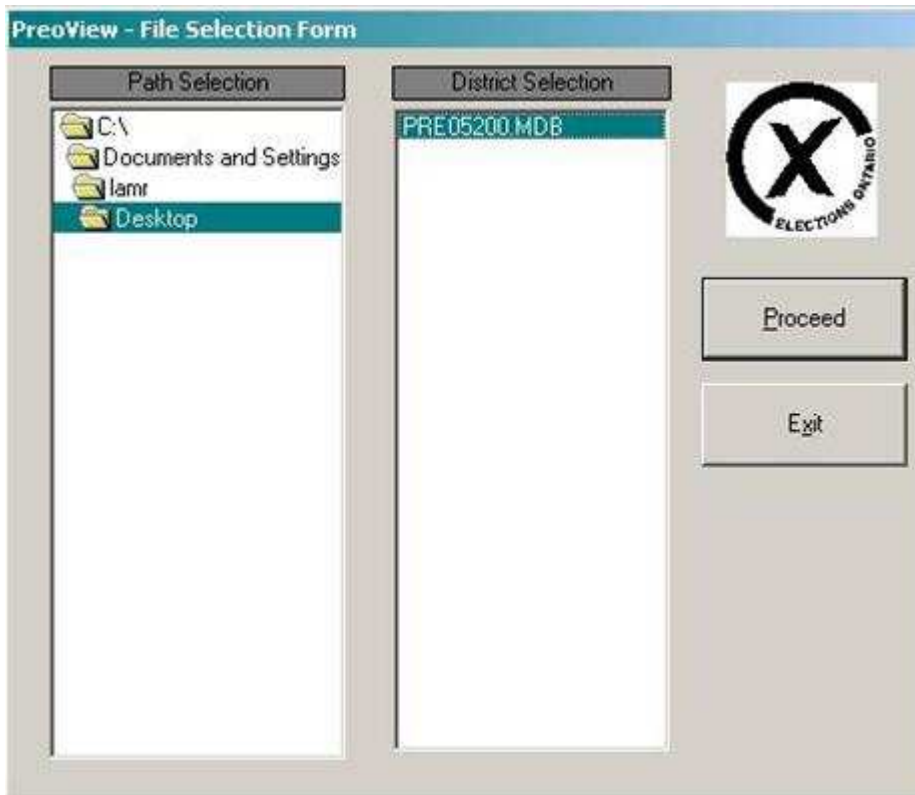 PreoView - File Selection Form
Path Selection
C:\
Documents and Settings
lamr
Desktop
District Selection
PRE05200.MDB
X
ELECTIONS ONTARIO
Proceed
Exit